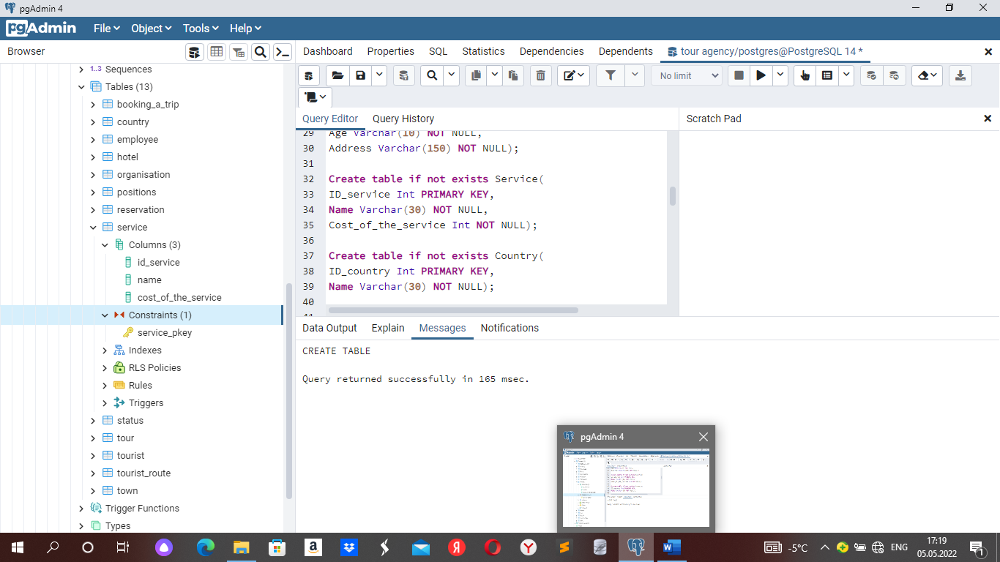 pgAdmin 4
pgAdmin File Object Tools Help
Browser
Dashboard Properties SQL Statistics Dependencies Dependents tour agency/postgres@PostgreSQL 14 *
No limit
1..3 Sequences
Tables (13)
booking_a_trip
country
employee
hotel
organisation
positions
reservation
service
Columns (3)
id_service
name
cost_of_the_service
Constraints (1)
service_pkey
Indexes
RLS Policies
Rules
Triggers
status
tour
tourist
tourist_route
town
Trigger Functions
Types
Query Editor Query History
Scratch Pad
29 Age Varchar(10) NOT NULL,
30 Address Varchar(150) NOT NULL);
31
32 Create table if not exists Service(
33 ID_service Int PRIMARY KEY,
34 Name Varchar(30) NOT NULL,
35 Cost_of_the_service Int NOT NULL);
36
37 Create table if not exists Country(
38 ID_country Int PRIMARY KEY,
39 Name Varchar(30) NOT NULL);
40
Data Output Explain Messages Notifications
CREATE TABLE
Query returned successfully in 165 msec.
pgAdmin 4
-5°C ENG 17:19
05.05.2022
1